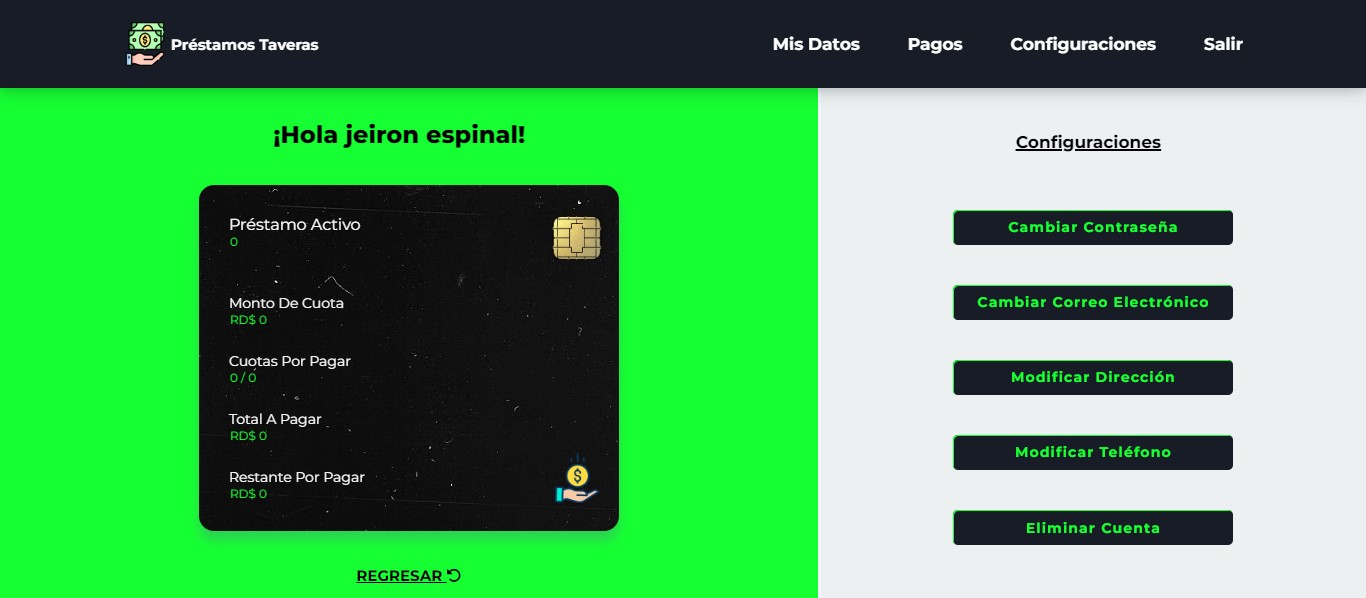 Préstamos Taveras
Mis Datos
Pagos
Configuraciones
Salir
¡Hola jeiron espinal!
Préstamo Activo
0
Monto De Cuota
RD$ 0
Cuotas Por Pagar
0 / 0
Total A Pagar
RD$ 0
Restante Por Pagar
RD$ 0
REGRESAR
Configuraciones
Cambiar Contraseña
Cambiar Correo Electrónico
Modificar Dirección
Modificar Teléfono
Eliminar Cuenta